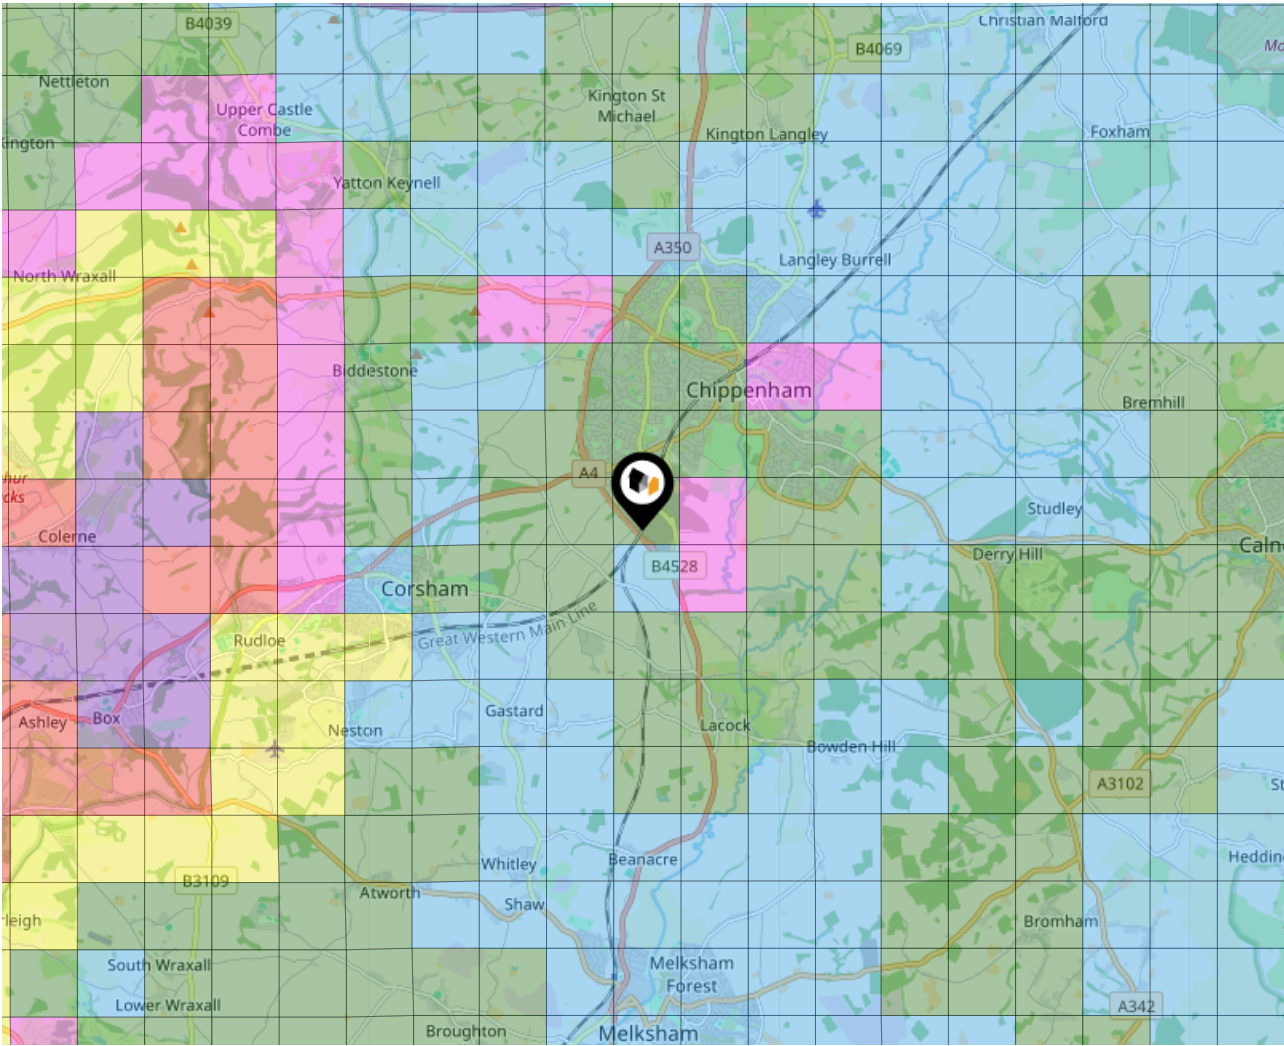 B4039
Christian Malford
B4069
Nettleton
Upper Castle
Combe
Kington St
Michael
Kington Langley
Foxham
Yatton Keynell
A350
Langley Burrell
North Wraxall
Biddestone
Chippenham
Bremhill
A4
Studley
Colerne
Derry Hill
B4528
Corsham
Great Western Main Line
Rudloe
Ashley
Box
Gastard
Neston
Lacock
Bowden Hill
A3102
Whitley
Beanacre
B3109
Atworth
Shaw
Bromham
South Wraxall
Melksham
Forest
Lower Wraxall
A342
Broughton
Melksham